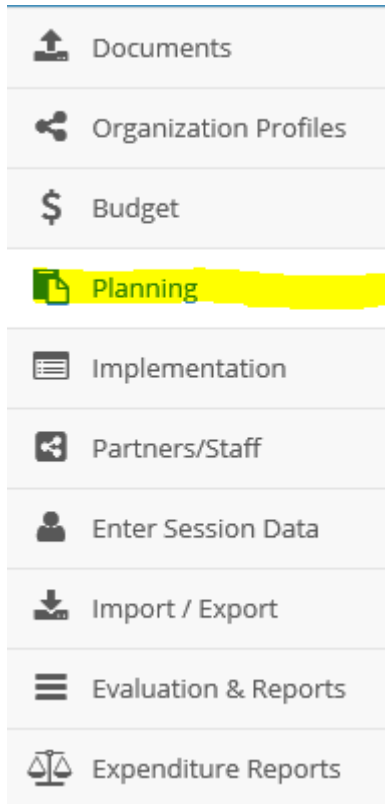 Documents
Organization Profiles
Budget
Planning
Implementation
Partners/Staff
Enter Session Data
Import / Export
Evaluation & Reports
Expenditure Reports